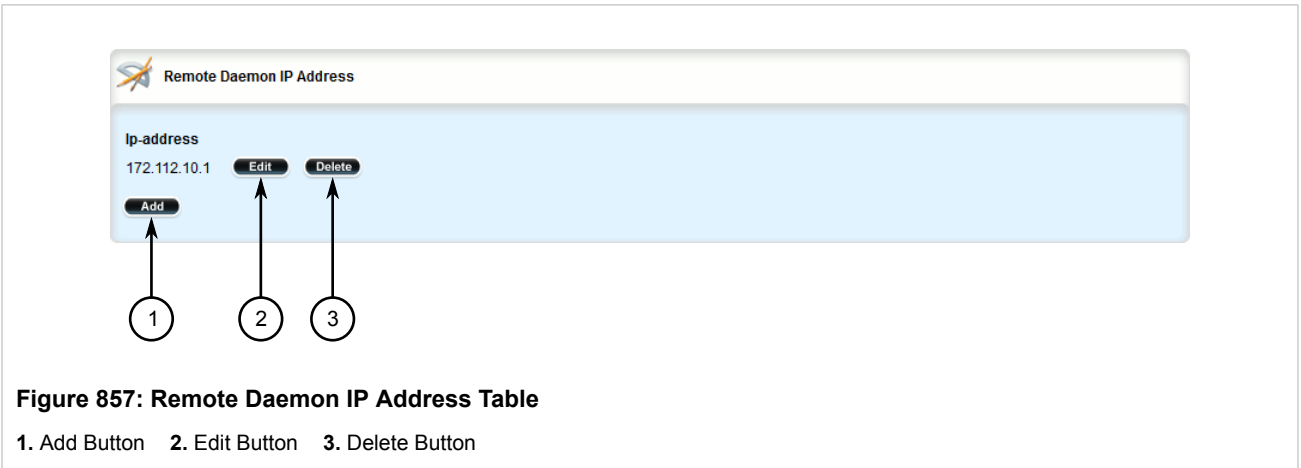 Remote Daemon IP Address
Ip-address
172.112.10.1 Edit Delete
Add
1 2 3
Figure 857: Remote Daemon IP Address Table
1. Add Button 2. Edit Button 3. Delete Button